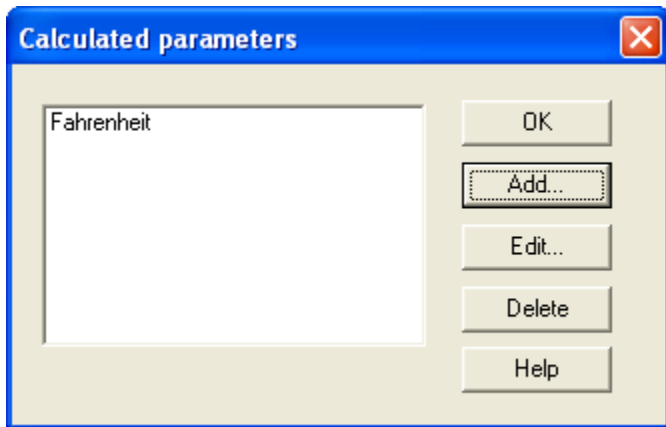 Calculated parameters
Fahrenheit
OK
Add...
Edit...
Delete
Help